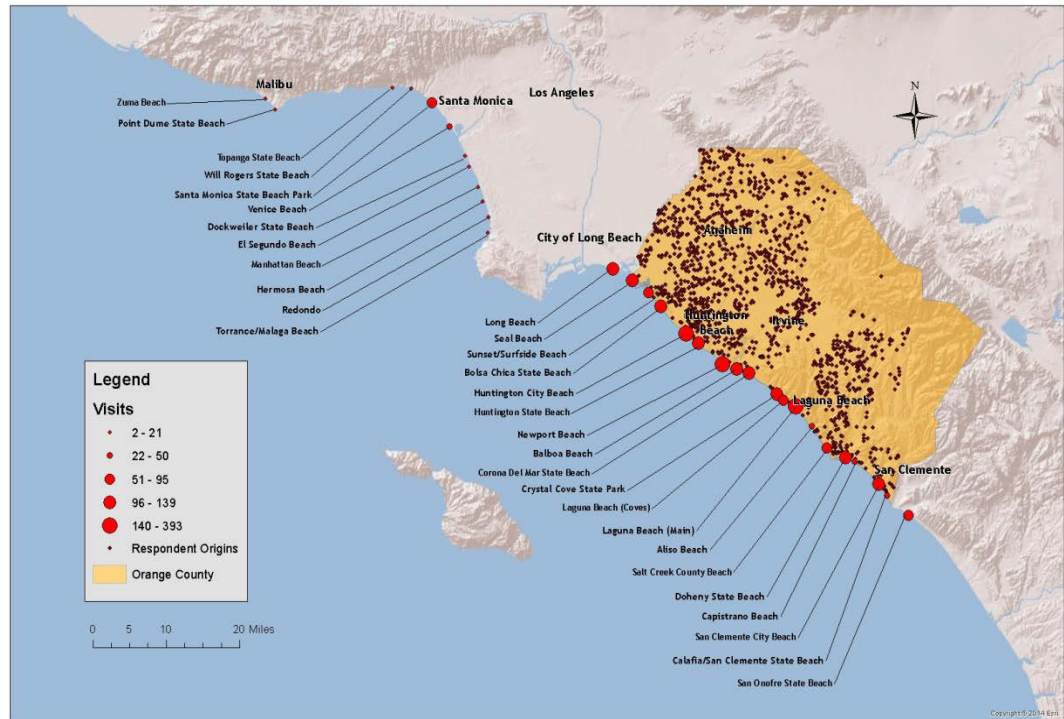 Malibu
Zuma Beach
Point Dume State Beach
Santa Monica
Los Angeles
Topanga State Beach
Will Rogers State Beach
Santa Monica State Beach Park
Venice Beach
Dockweiler State Beach
El Segundo Beach
Manhattan Beach
Hermosa Beach
Redondo
Torrance/Malaga Beach
City of Long Beach
Anaheim
Huntington
Beach
Irvine
Long Beach
Seal Beach
Sunset/Surfside Beach
Bolsa Chica State Beach
Huntington City Beach
Huntington State Beach
Newport Beach
Balboa Beach
Corona Del Mar State Beach
Crystal Cove State Park
Laguna Beach (Coves)
Laguna Beach
Laguna Beach (Main)
Aliso Beach
Salt Creek County Beach
San Clemente
Doheny State Beach
Capistrano Beach
San Clemente City Beach
Calafia/San Clemente State Beach
San Onofre State Beach
Legend
Visits
2 - 21
22 - 50
51 - 95
96 - 139
140 - 393
Respondent Origins
Orange County
0 5 10 20 Miles
N
Copyright:© 2014 Esri